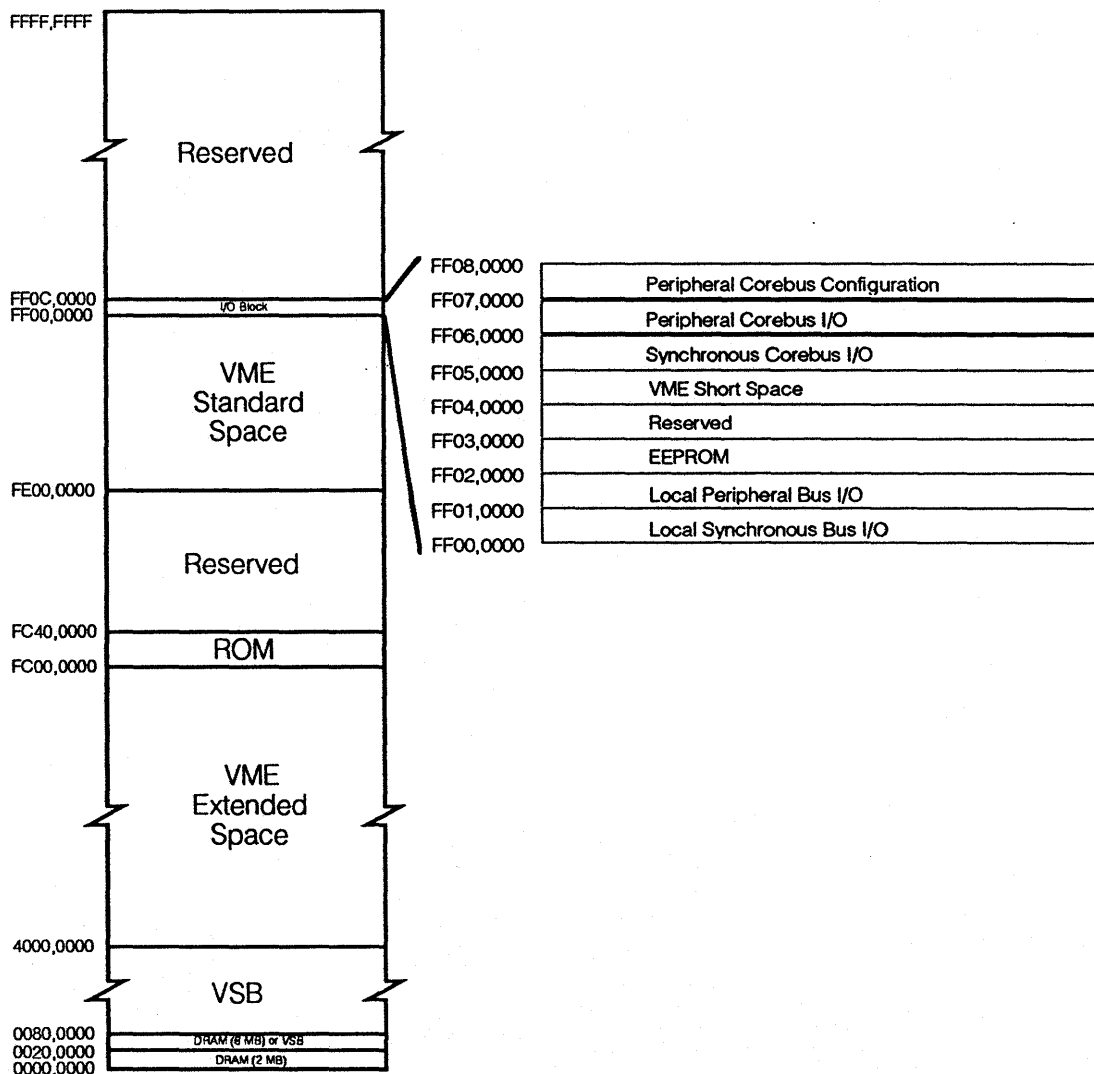 FFFF,FFFF
Reserved
FF0C,0000
I/O Block
FF00,0000
VME
Standard
Space
FE00,0000
Reserved
FC40,0000
ROM
FC00,0000
VME
Extended
Space
4000,0000
VSB
0080,0000
DRAM (6 MB) or VSB
0020,0000
DRAM (2 MB)
0000,0000
FF08,0000
Peripheral Corebus Configuration
FF07,0000
Peripheral Corebus I/O
FF06,0000
Synchronous Corebus I/O
FF05,0000
VME Short Space
FF04,0000
Reserved
FF03,0000
EEPROM
FF02,0000
Local Peripheral Bus I/O
FF01,0000
Local Synchronous Bus I/O
FF00,0000